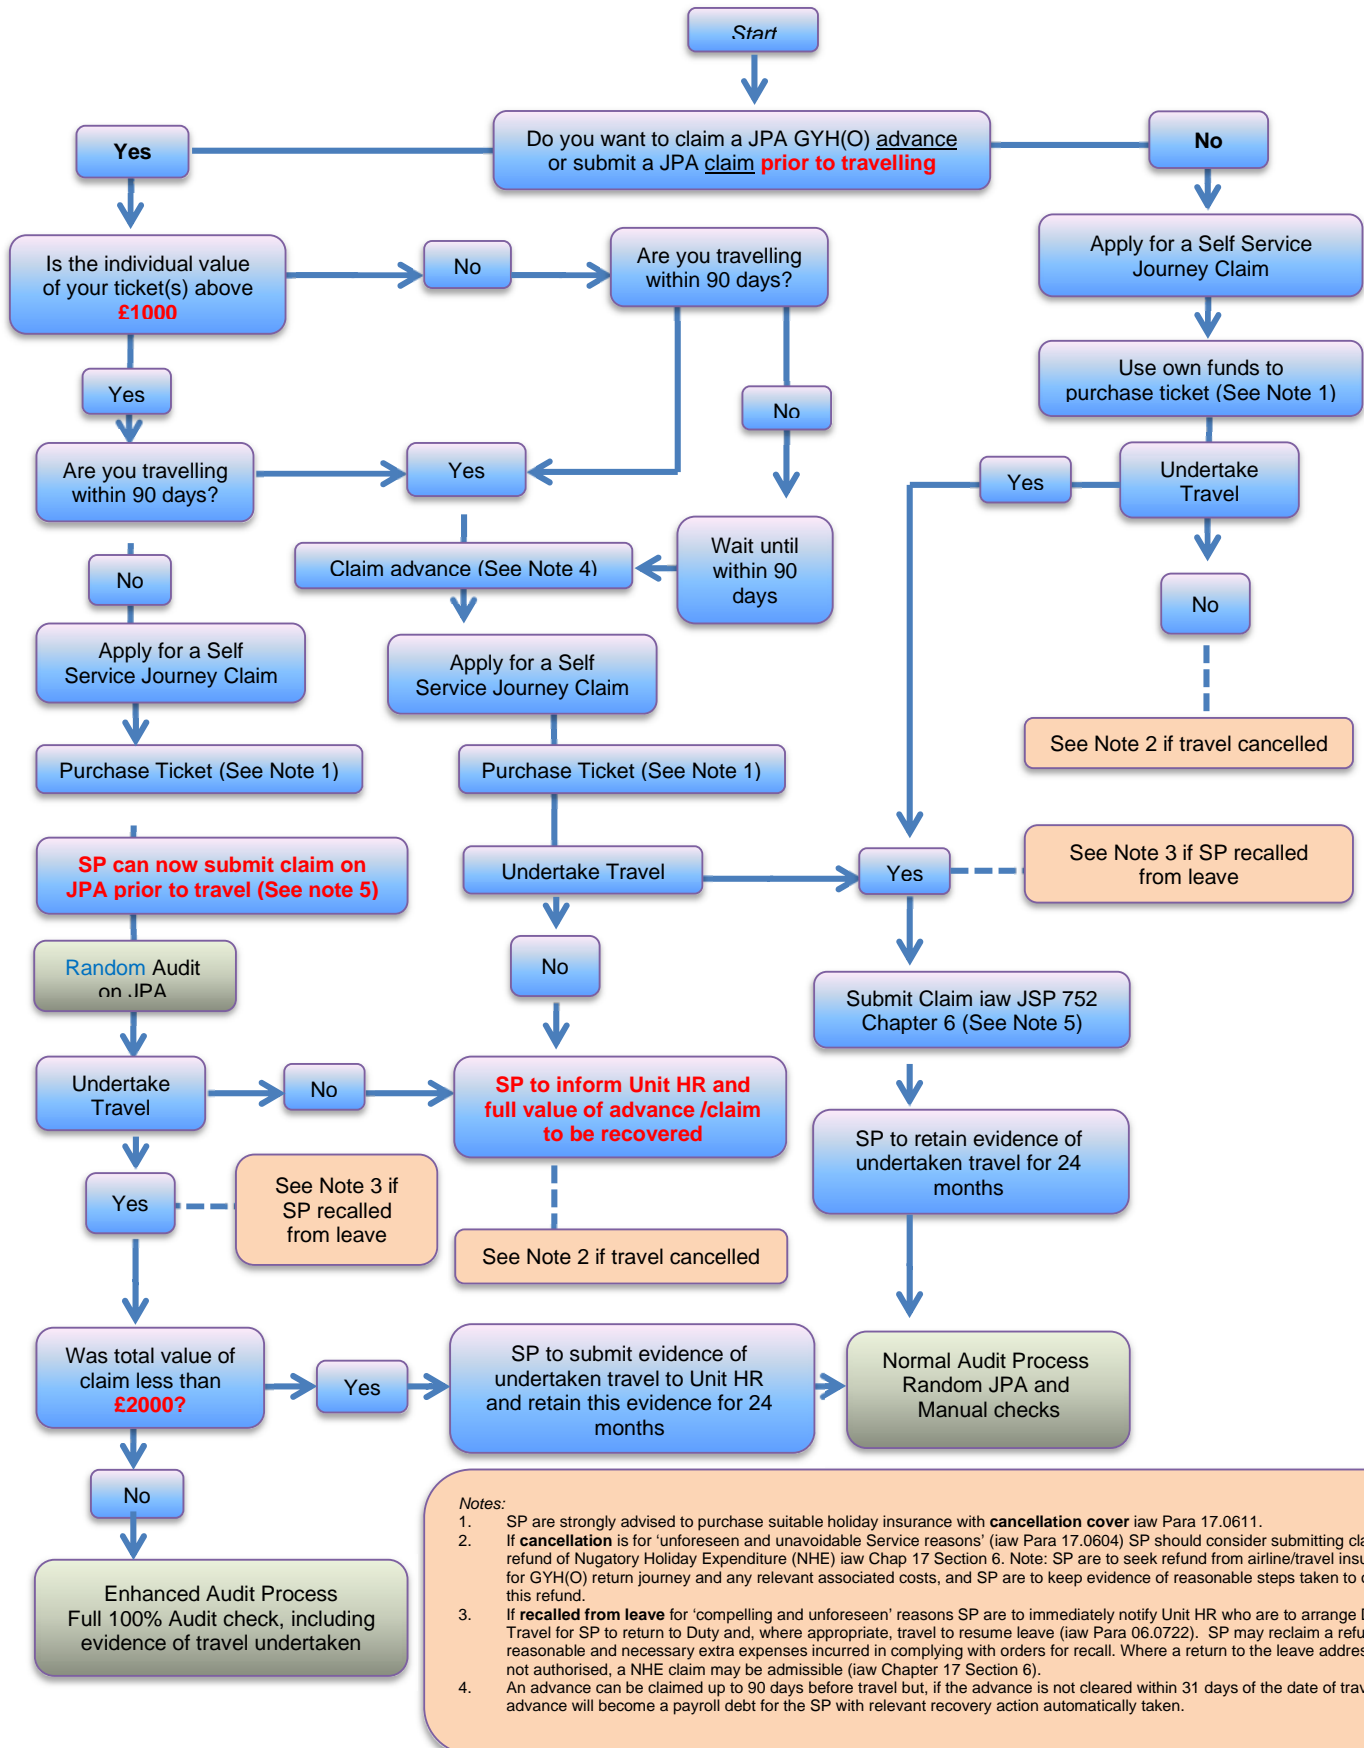 Start
Do you want to claim a JPA GYH(O) advance
or submit a JPA claim prior to travelling
Yes
No
Is the individual value
of your ticket(s) above
£1000
No
Are you travelling
within 90 days?
Apply for a Self Service
Journey Claim
Yes
No
Use own funds to
purchase ticket (See Note 1)
Are you travelling
within 90 days?
Yes
Yes
Undertake
Travel
No
Claim advance (See Note 4)
Wait until
within 90
days
No
Apply for a Self
Service Journey Claim
Apply for a Self
Service Journey Claim
See Note 2 if travel cancelled
Purchase Ticket (See Note 1)
Purchase Ticket (See Note 1)
SP can now submit claim on
JPA prior to travel (See note 5)
Undertake Travel
Yes
See Note 3 if SP recalled
from leave
Random Audit
on JPA
No
Submit Claim iaw JSP 752
Chapter 6 (See Note 5)
Undertake
Travel
No
SP to inform Unit HR and
full value of advance /claim
to be recovered
SP to retain evidence of
undertaken travel for 24
months
Yes
See Note 3 if
SP recalled
from leave
See Note 2 if travel cancelled
Was total value of
claim less than
£2000?
Yes
SP to submit evidence of
undertaken travel to Unit HR
and retain this evidence for 24
months
Normal Audit Process
Random JPA and
Manual checks
No
Enhanced Audit Process
Full 100% Audit check, including
evidence of travel undertaken
Notes:
1. SP are strongly advised to purchase suitable holiday insurance with cancellation cover iaw Para 17.0611.
2. If cancellation is for ‘unforeseen and unavoidable Service reasons’ (iaw Para 17.0604) SP should consider submitting
refund of Nugatory Holiday Expenditure (NHE) iaw Chap 17 Section 6. Note: SP are to seek refund from airline/travel
for GYH(O) return journey and any relevant associated costs, and SP are to keep evidence of reasonable steps taken to
this refund.
3. If recalled from leave for ‘compelling and unforeseen’ reasons SP are to immediately notify Unit HR who are to arrange
Travel for SP to return to Duty and, where appropriate, travel to resume leave (iaw Para 06.0722). SP may reclaim a
reasonable and necessary extra expenses incurred in complying with orders for recall. Where a return to the leave
not authorised, a NHE claim may be admissible (iaw Chapter 17 Section 6).
4. An advance can be claimed up to 90 days before travel but, if the advance is not cleared within 31 days of the date of
advance will become a payroll debt for the SP with relevant recovery action automatically taken.